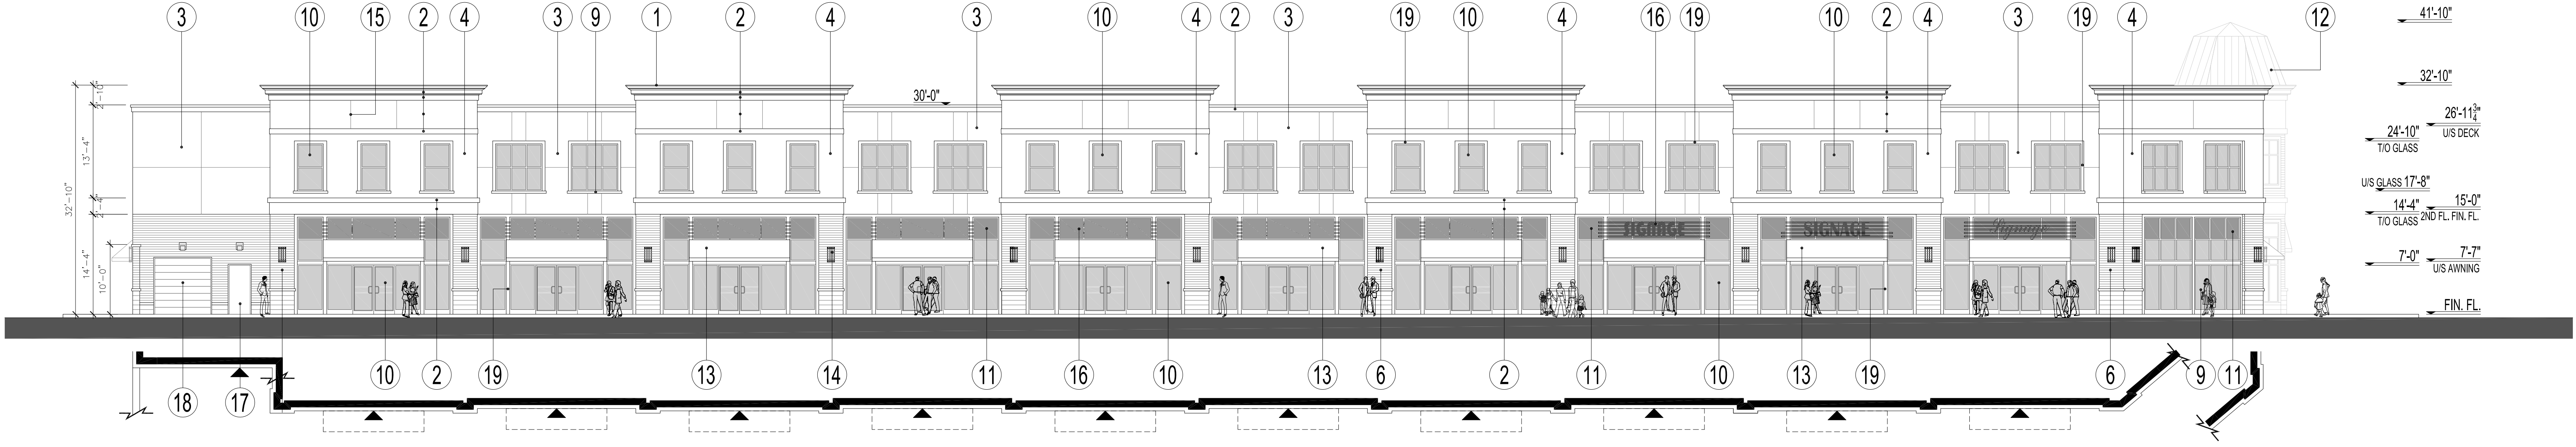 3 10 15 2 4 3 9 1 2 4 3 10 4 2 3 19 10 4 16 19 10 2 4 3 19 4 12
41'-10"
32'-10"
30'-0"
26'-11 3/4"
U/S DECK
24'-10"
T/O GLASS
U/S GLASS 17'-8"
14'-4"
T/O GLASS
15'-0"
2ND FL. FIN. FL.
7'-0"
7'-7"
U/S AWNING
FIN. FL.
2'-10"
13'-4"
32'-10"
2'-4"
14'-4"
10'-0"
SIGNAGE
SIGNAGE
Signage
18 17 10 2 19 13 14 11 16 10 13 6 2 11 10 13 19 6 9 11